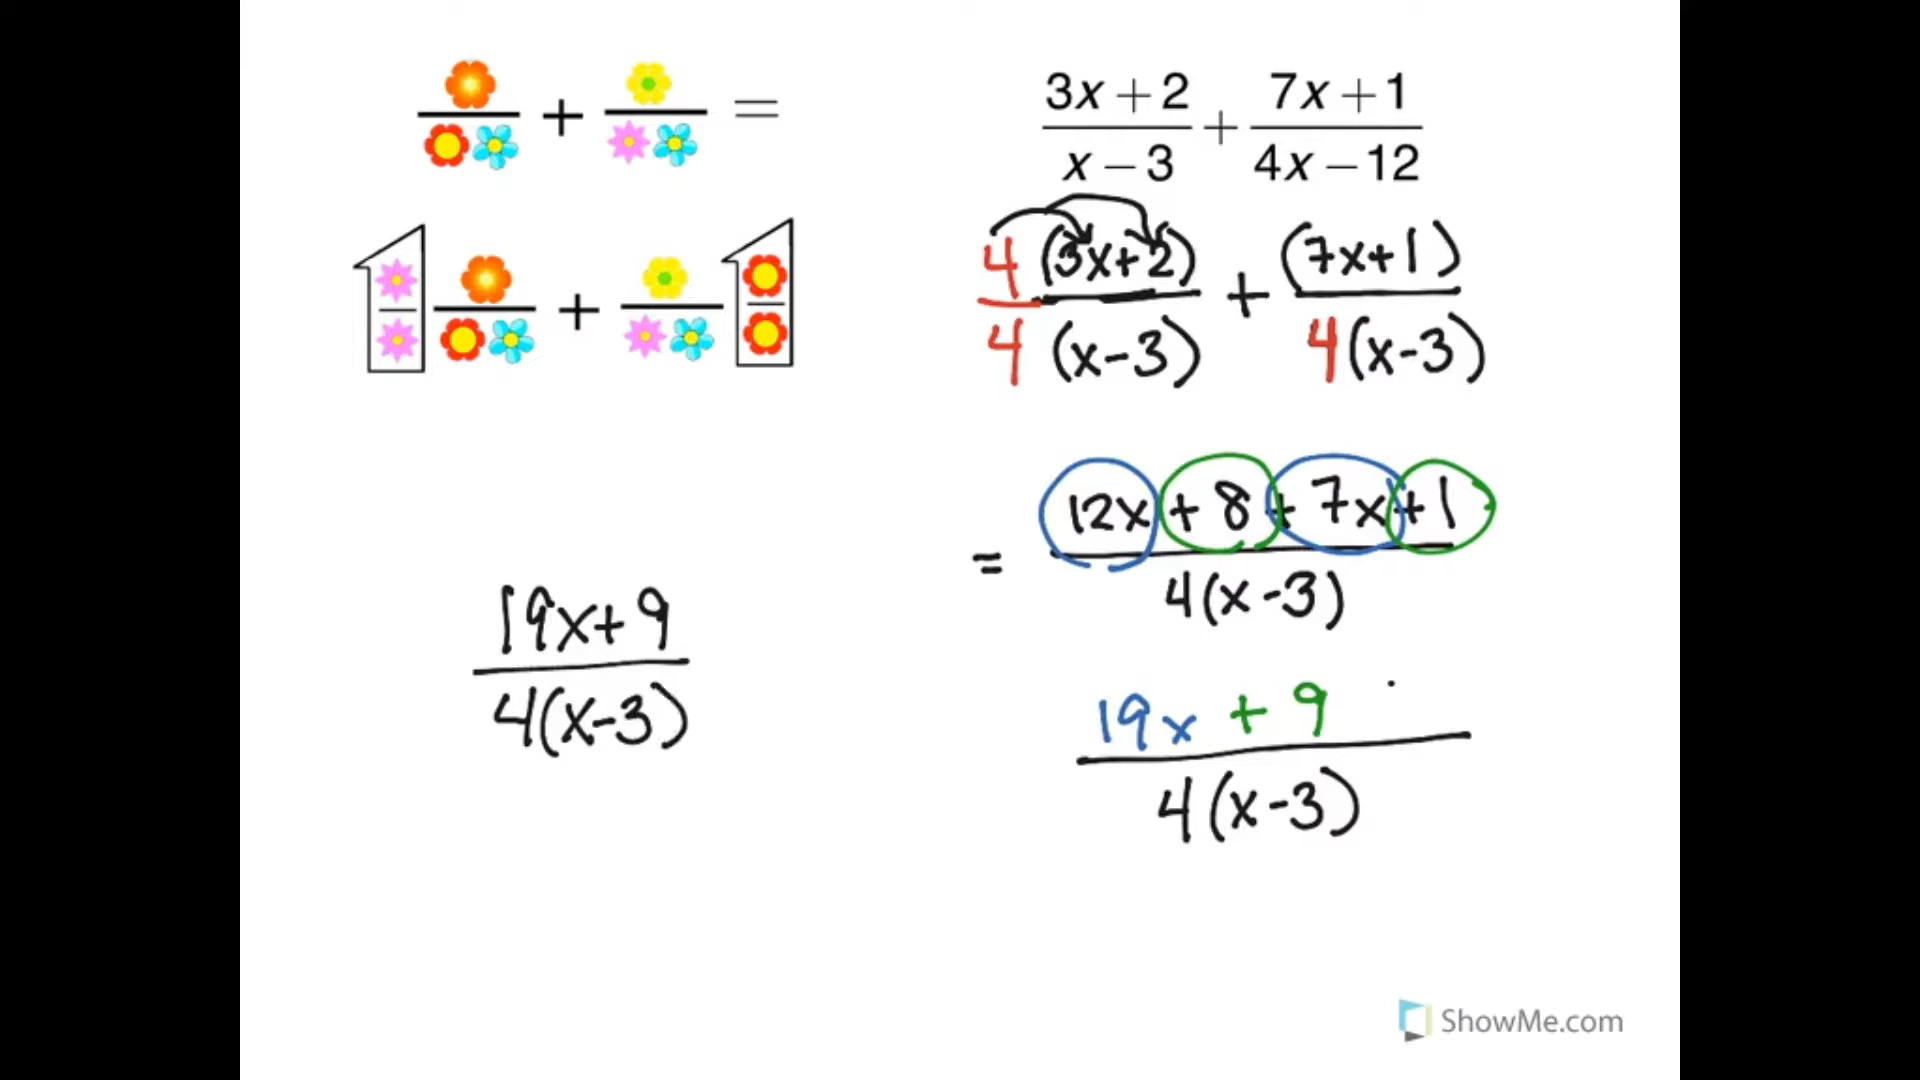 + =
+
19x+9
4(x-3)
3x+2 + 7x+1
x−3 4x−12
4 (3x+2) + (7x+1)
4 (x-3) 4(x-3)
= 12x + 8 + 7x + 1
4(x-3)
19x + 9
4(x-3)
ShowMe.com